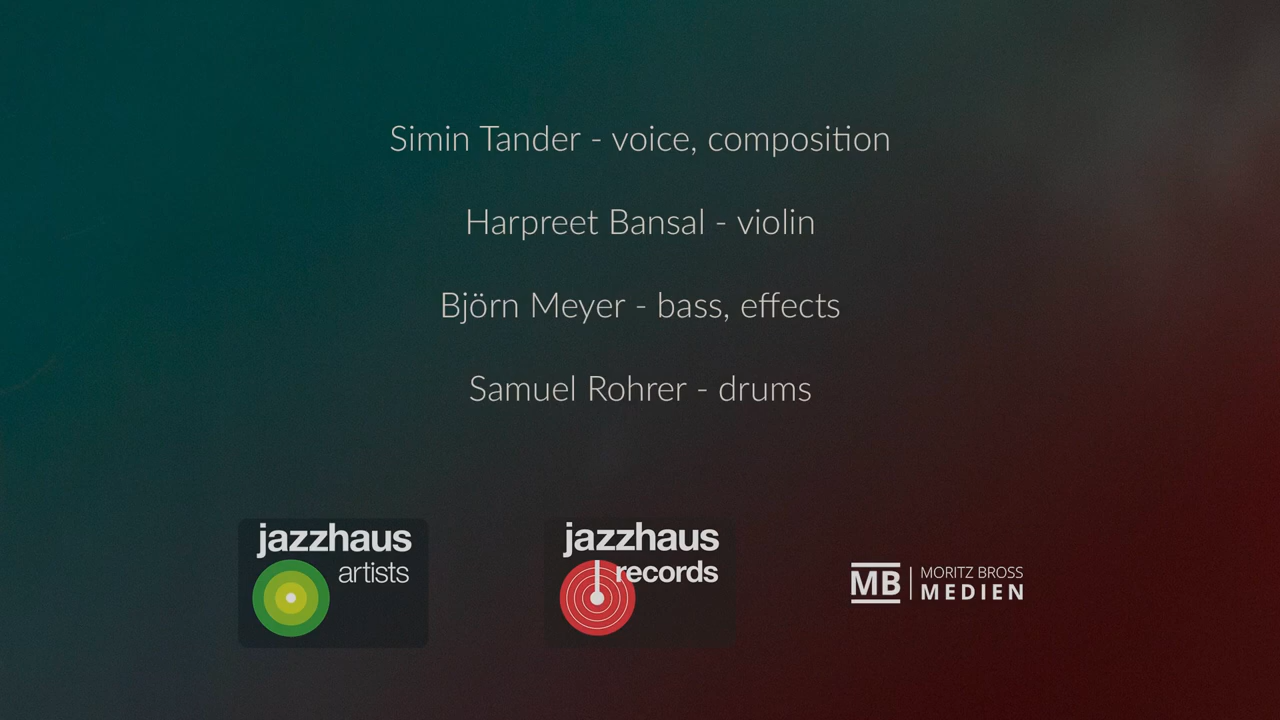 Simin Tander - voice, composition
Harpreet Bansal - violin
Björn Meyer - bass, effects
Samuel Rohrer - drums
jazzhaus
artists
jazzhaus
records
MB
MORITZ BROSS
MEDIEN